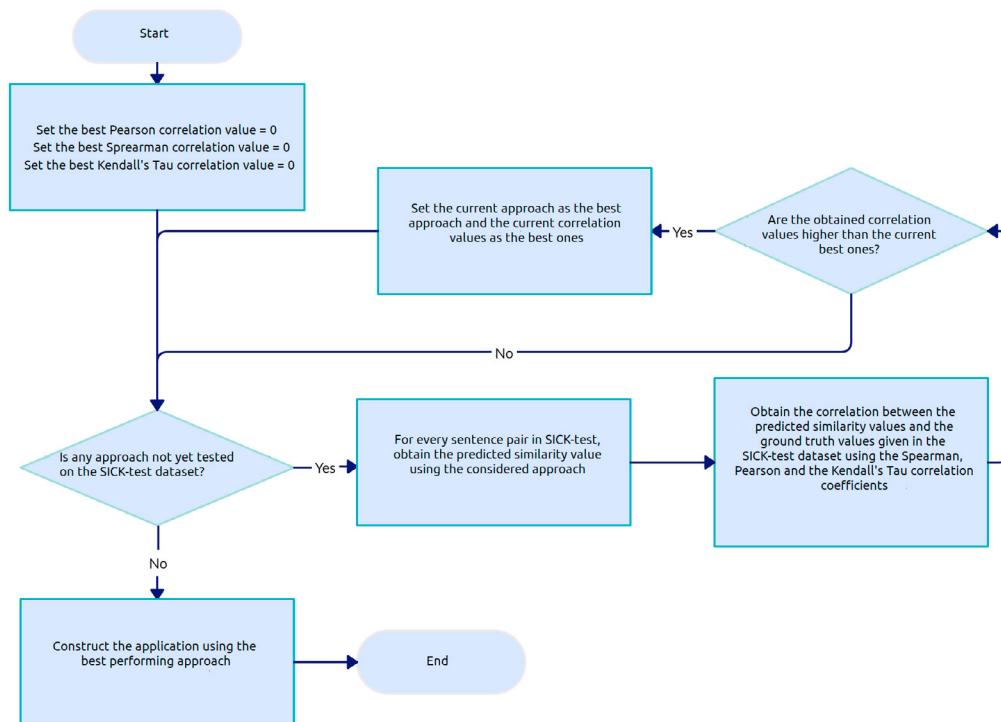 Start
Set the best Pearson correlation value = 0
Set the best Sprearman correlation value = 0
Set the best Kendall's Tau correlation value = 0
Set the current approach as the best
approach and the current correlation
values as the best ones
Yes
Are the obtained correlation
values higher than the current
best ones?
No
Is any approach not yet tested
on the SICK-test dataset?
Yes
For every sentence pair in SICK-test,
obtain the predicted similarity value
using the considered approach
Obtain the correlation between the
predicted similarity values and the
ground truth values given in the
SICK-test dataset using the Spearman,
Pearson and the Kendall's Tau correlation
coefficients
No
Construct the application using the
best performing approach
End